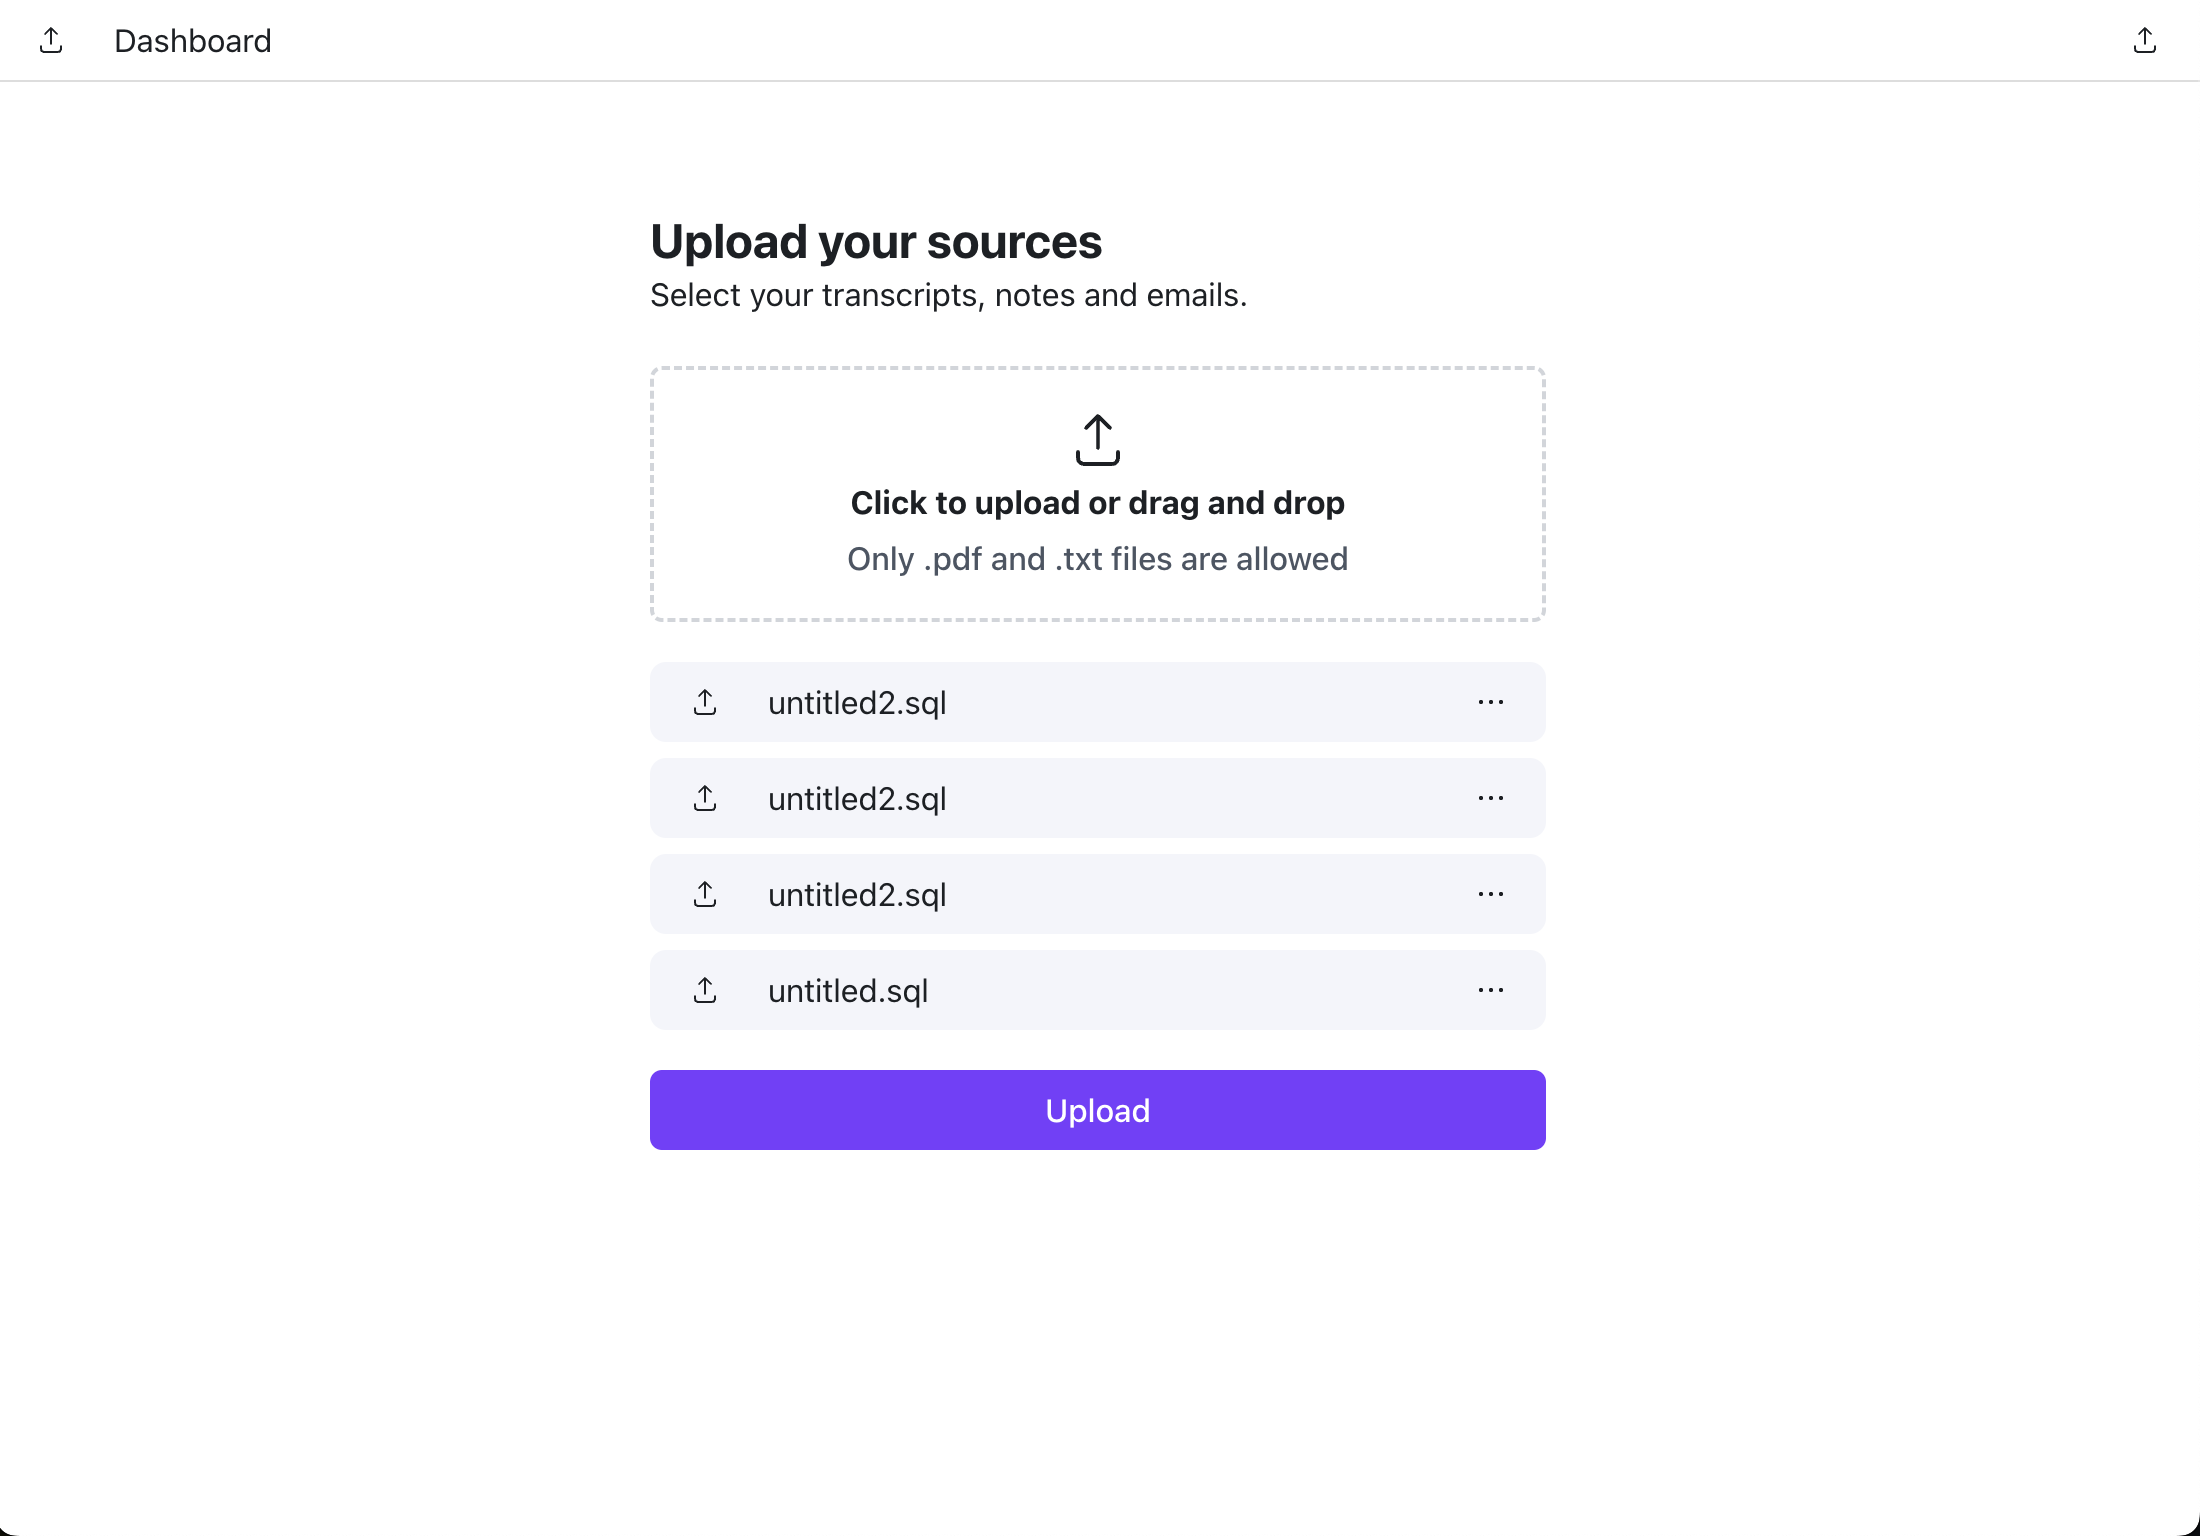 Dashboard
Upload your sources
Select your transcripts, notes and emails.
Click to upload or drag and drop
Only .pdf and .txt files are allowed
untitled2.sql
untitled2.sql
untitled2.sql
untitled.sql
Upload